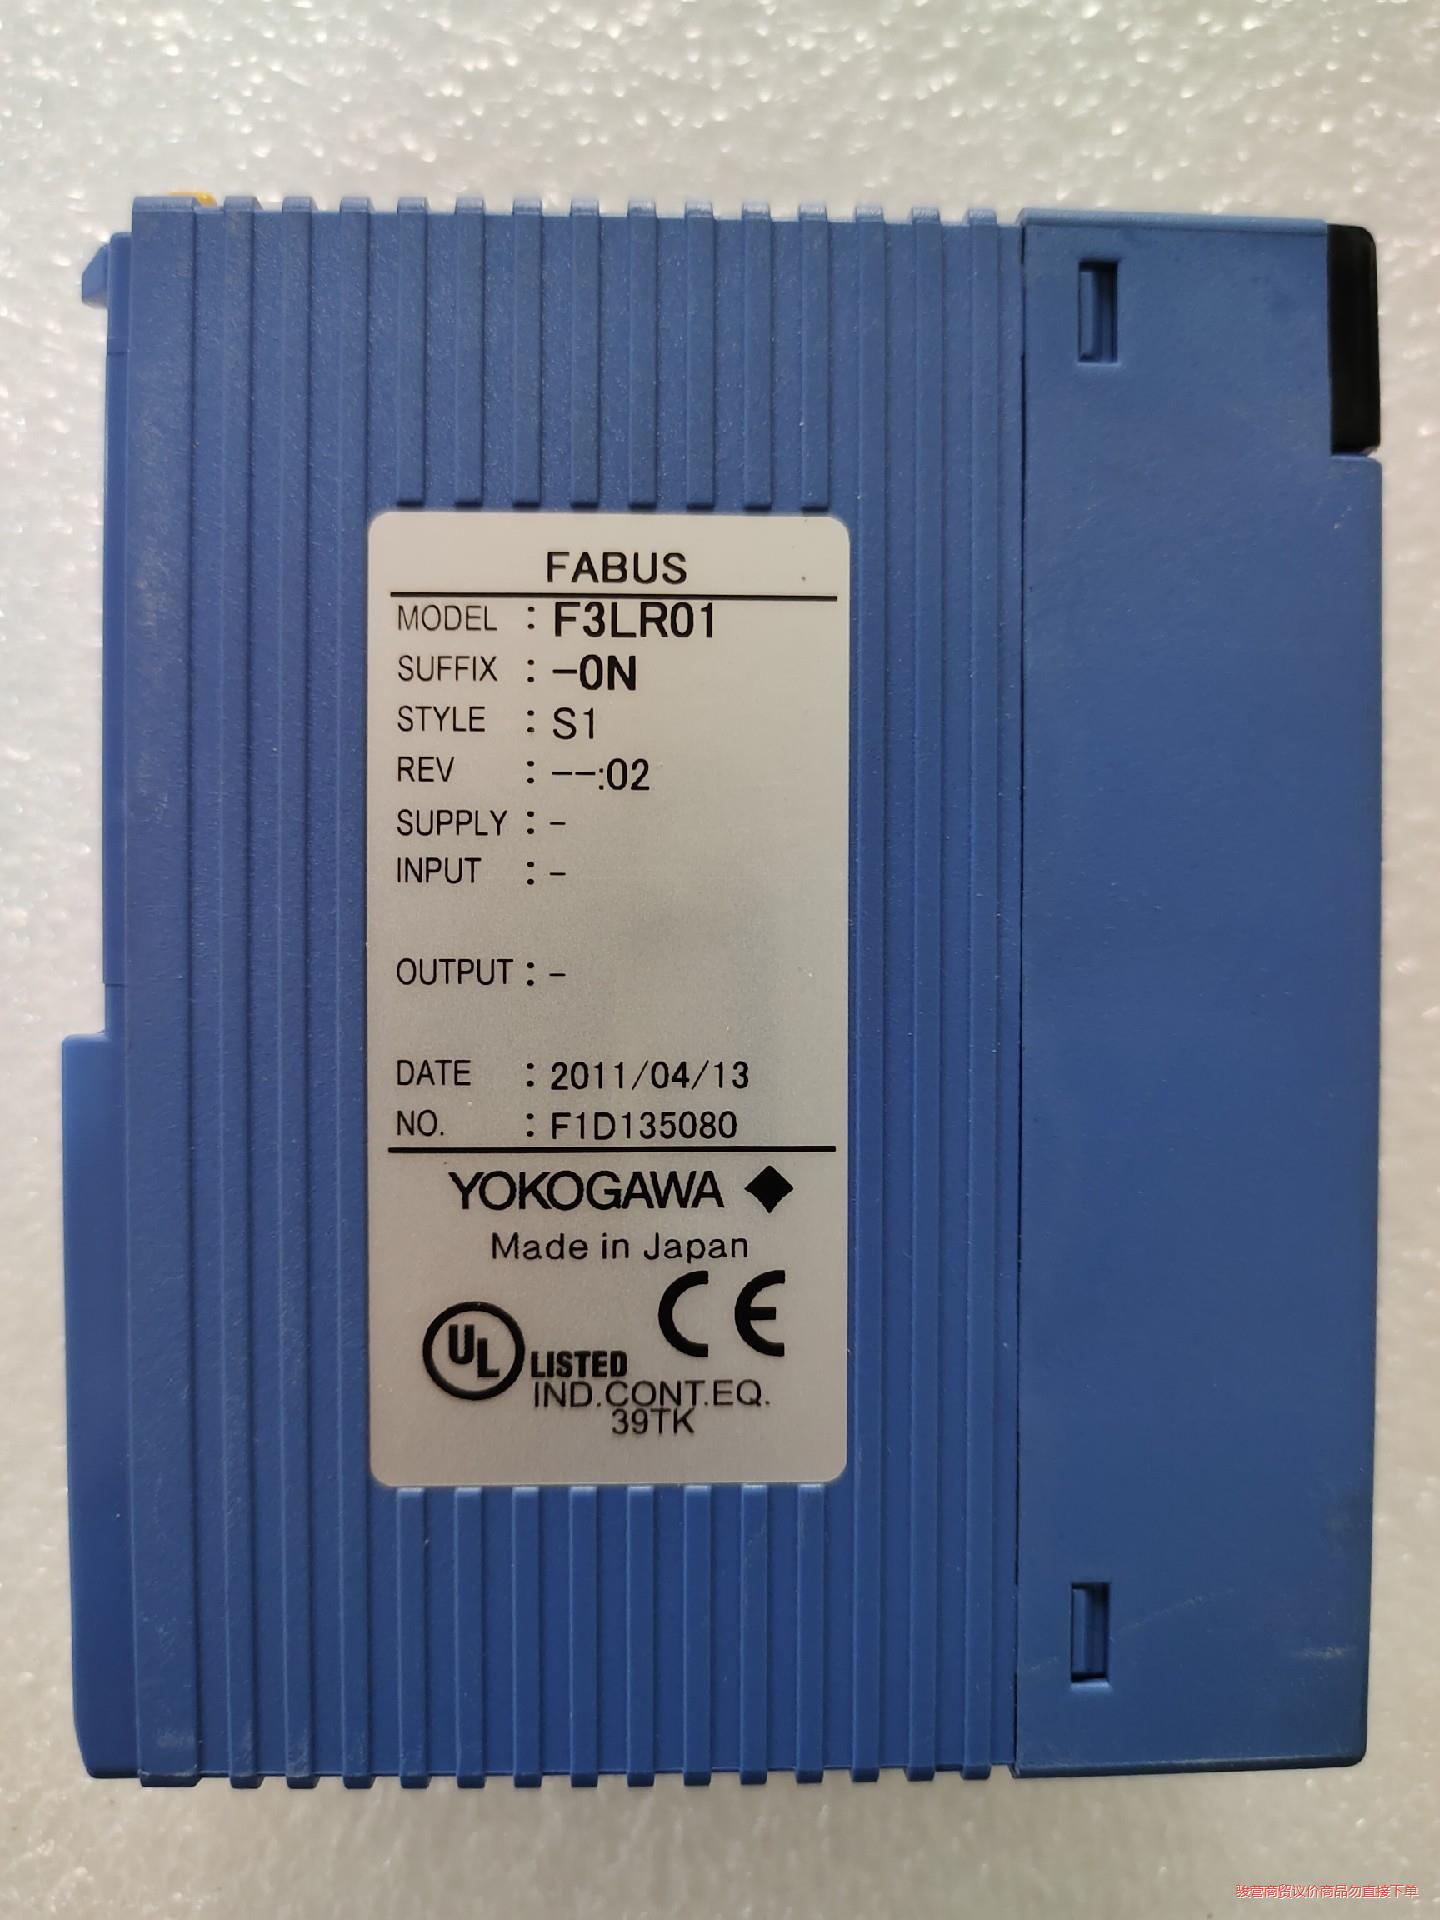 FABUS
MODEL : F3LR01
SUFFIX : -0N
STYLE : S1
REV : --:02
SUPPLY : -
INPUT : -
OUTPUT : -
DATE : 2011/04/13
NO. : F1D135080
YOKOGAWA
Made in Japan
CE
UL LISTED
IND.CONT.EQ.
39TK
骏营商贸议价商品勿直接下单